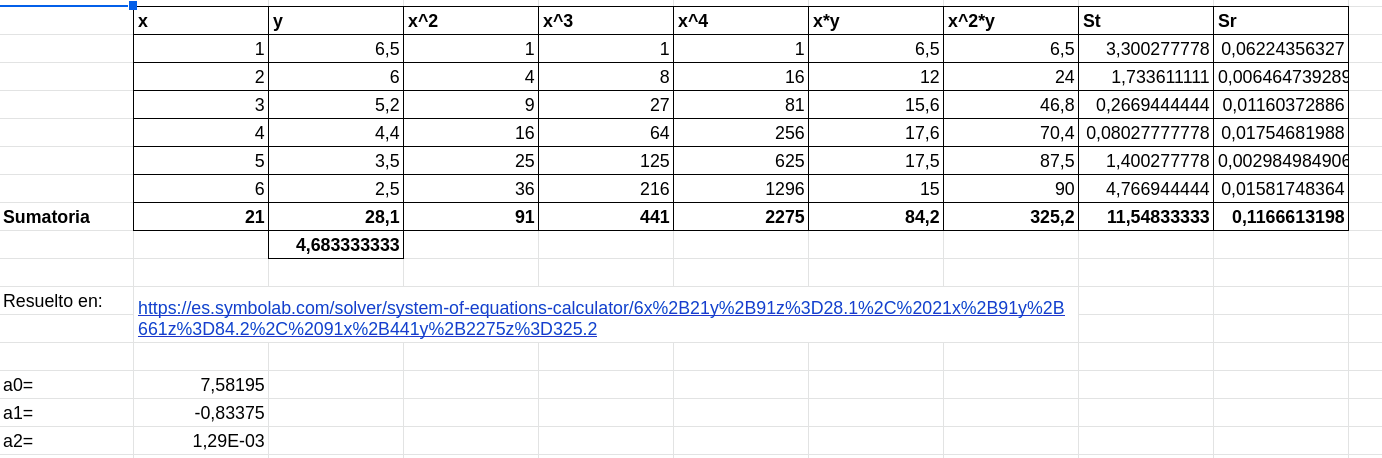 x y x^2 x^3 x^4 x*y x^2*y St Sr
1 6,5 1 1 1 6,5 6,5 3,300277778 0,06224356327
2 6 4 8 16 12 24 1,733611111 0,006464739289
3 5,2 9 27 81 15,6 46,8 0,2669444444 0,01160372886
4 4,4 16 64 256 17,6 70,4 0,08027777778 0,01754681988
5 3,5 25 125 625 17,5 87,5 1,400277778 0,002984984906
6 2,5 36 216 1296 15 90 4,766944444 0,01581748364
Sumatoria 21 28,1 91 441 2275 84,2 325,2 11,54833333 0,1166613198
4,683333333
Resuelto en:
https://es.symbolab.com/solver/system-of-equations-calculator/6x%2B21y%2B91z%3D28.1%2C%2021x%2B91y%2B
661z%3D84.2%2C%2091x%2B441y%2B2275z%3D325.2
a0= 7,58195
a1= -0,83375
a2= 1,29E-03